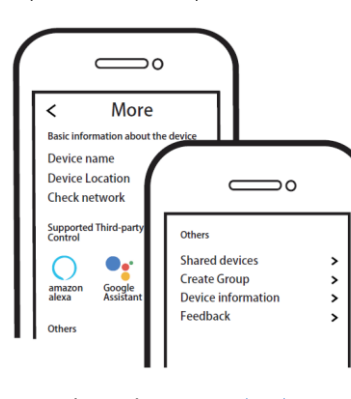 More
Basic information about the device
Device name
Device Location
Check network
Supported Third-party
Control
amazon
alexa
Google
Assistant
Others
Others
Shared devices
Create Group
Device information
Feedback